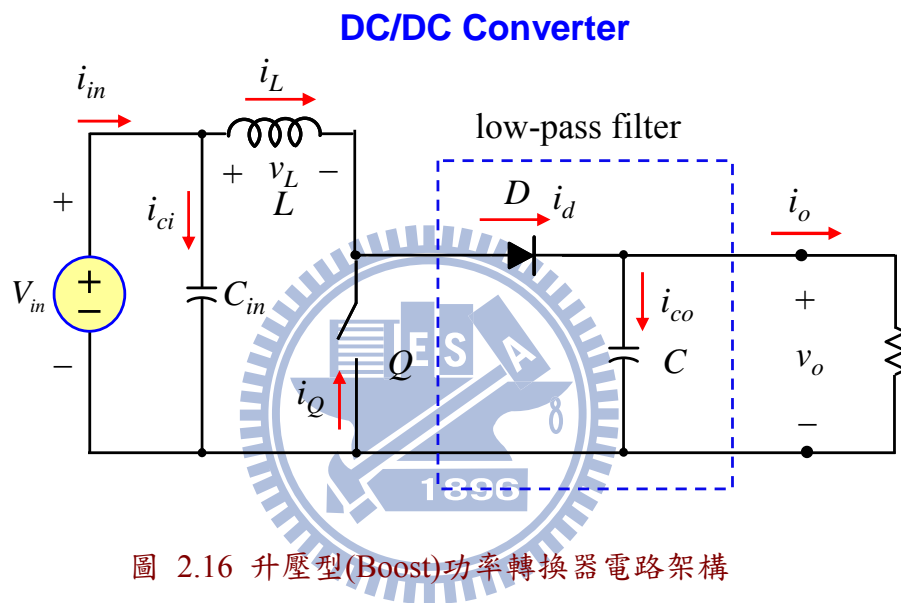 DC/DC Converter
i_in
i_L
low-pass filter
+ v_L −
L
D i_d
i_o
+
i_ci
V_in
+
−
C_in
−
Q
i_Q
i_co
C
+
v_o
−
E S A
8
1896
圖 2.16 升壓型(Boost)功率轉換器電路架構